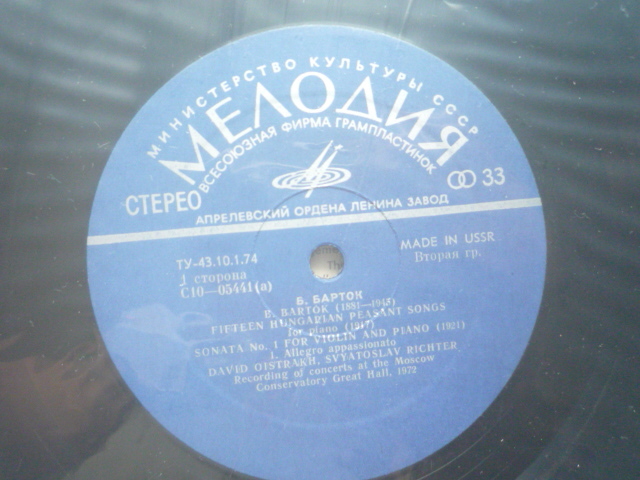 МИНИСТЕРСТВО КУЛЬТУРЫ СССР
МЕЛОДИЯ
ВСЕСОЮЗНАЯ ФИРМА ГРАМПЛАСТИНОК
СТЕРЕО
33
АПРЕЛЕВСКИЙ ОРДЕНА ЛЕНИНА ЗАВОД
ТУ-43.10.1.74
MADE IN USSR
1 сторона
Вторая гр.
С10—05441(а)
Б. БАРТОК
B. BARTOK (1881—1945)
FIFTEEN HUNGARIAN PEASANT SONGS
for piano (1917)
SONATA No. 1 FOR VIOLIN AND PIANO (1921)
1. Allegro appassionato
DAVID OISTRAKH, SVYATOSLAV RICHTER
Recording of concerts at the Moscow
Conservatory Great Hall, 1972